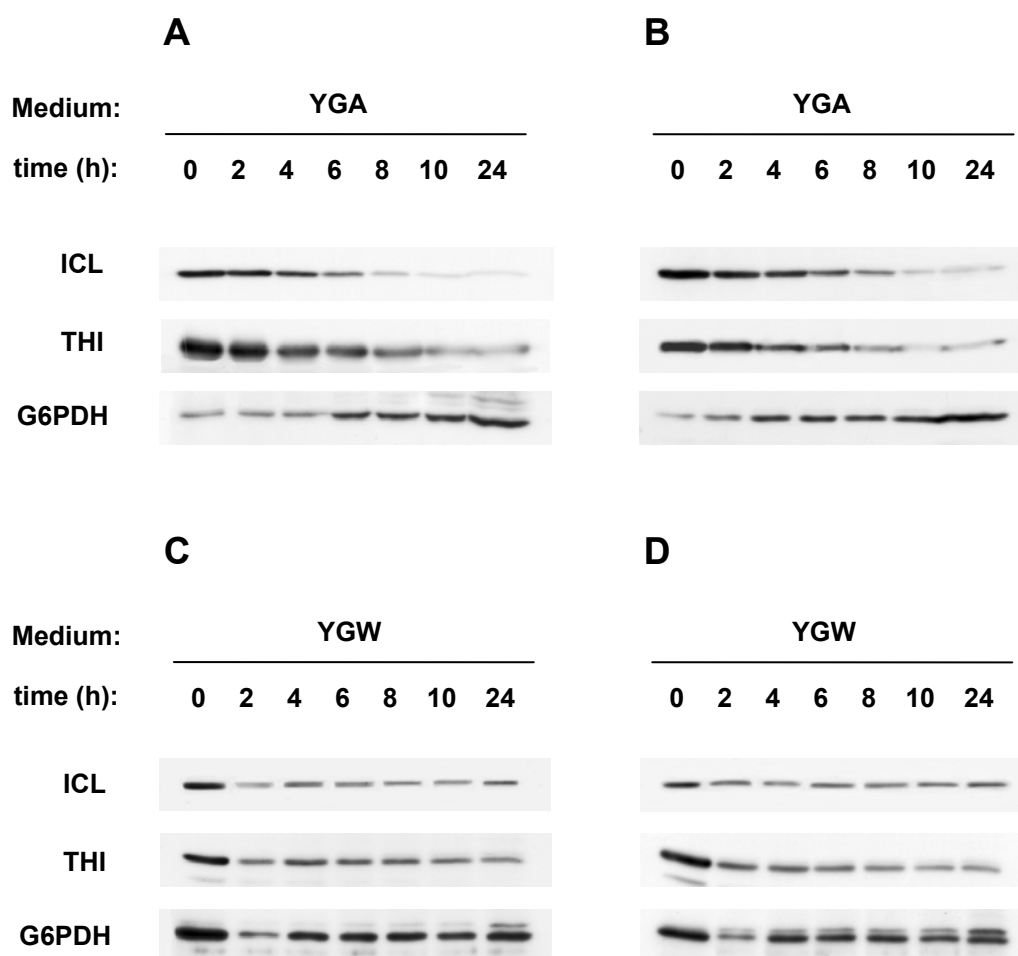 A B
Medium: YGA YGA
time (h): 0 2 4 6 8 10 24 0 2 4 6 8 10 24
ICL
THI
G6PDH
C D
Medium: YGW YGW
time (h): 0 2 4 6 8 10 24 0 2 4 6 8 10 24
ICL
THI
G6PDH